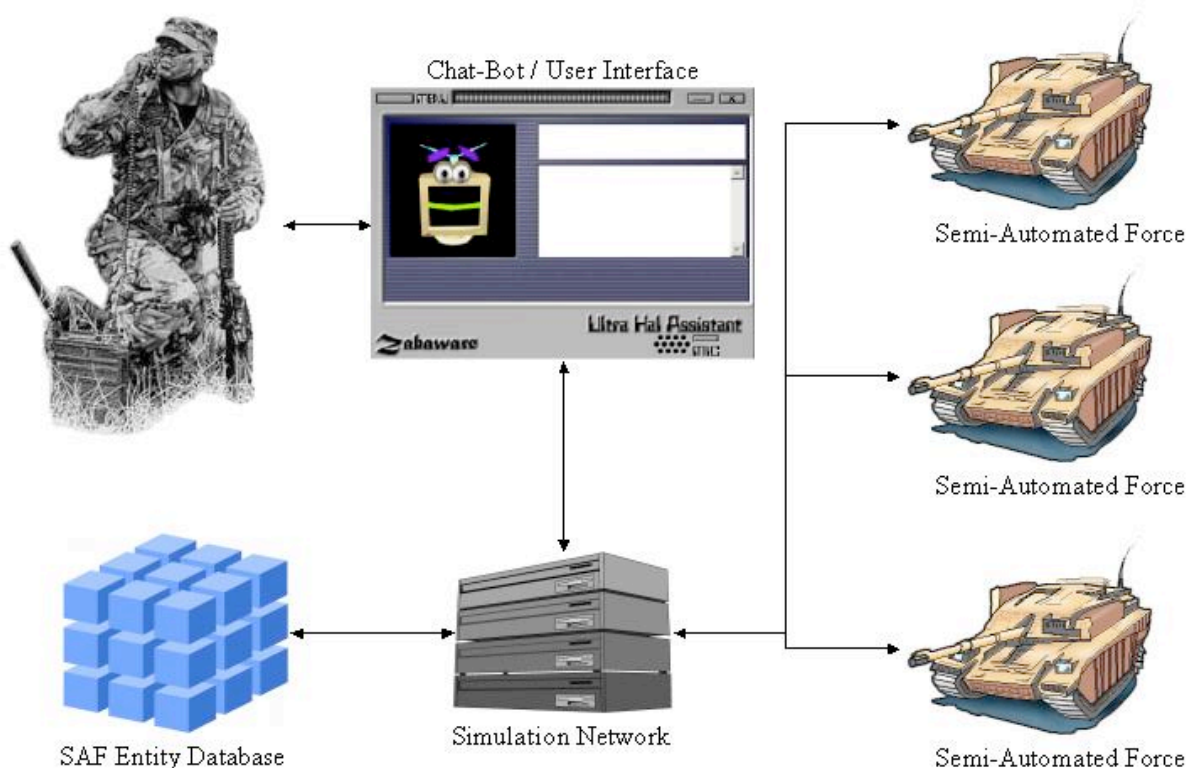 Chat-Bot / User Interface
Semi-Automated Force
Ultra Hal Assistant
Zabaware
Semi-Automated Force
SAF Entity Database
Simulation Network
Semi-Automated Force